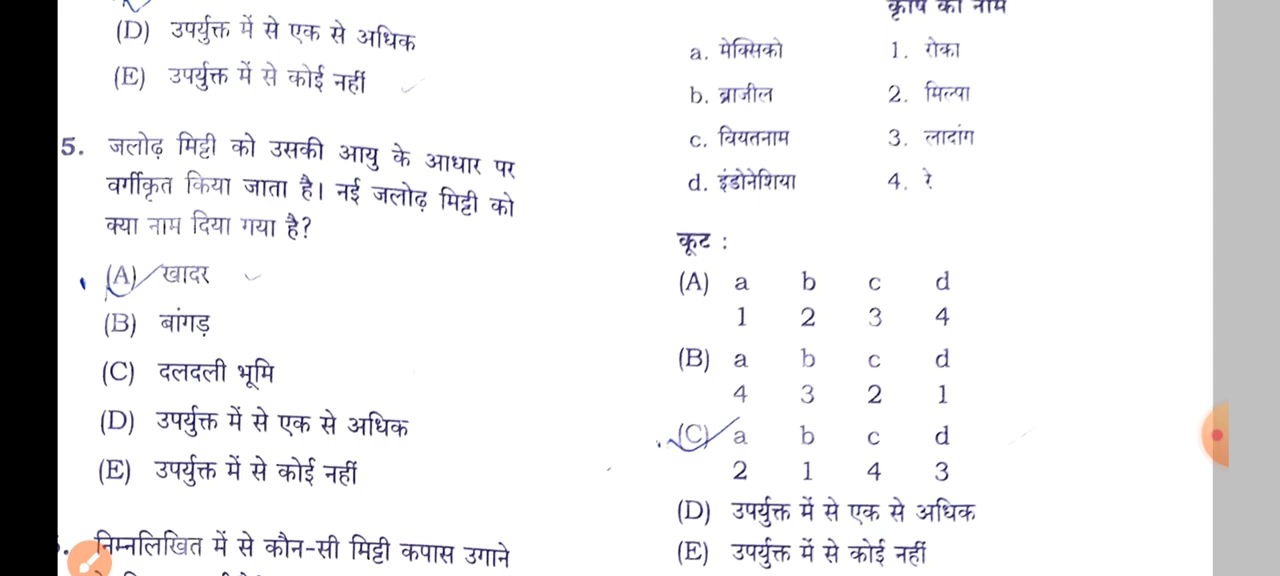 (D) उपर्युक्त में से एक से अधिक
(E) उपर्युक्त में से कोई नहीं
5. जलोढ़ मिट्टी को उसकी आयु के आधार पर
वर्गीकृत किया जाता है। नई जलोढ़ मिट्टी को
क्या नाम दिया गया है?
(A) खादर
(B) बांगड़
(C) दलदली भूमि
(D) उपर्युक्त में से एक से अधिक
(E) उपर्युक्त में से कोई नहीं
निम्नलिखित में से कौन-सी मिट्टी कपास उगाने
कृषि का नाम
a. मेक्सिको 1. रोका
b. ब्राजील 2. मिल्पा
c. वियतनाम 3. लादांग
d. इंडोनेशिया 4. रे
कूट :
(A) a b c d
1 2 3 4
(B) a b c d
4 3 2 1
(C) a b c d
2 1 4 3
(D) उपर्युक्त में से एक से अधिक
(E) उपर्युक्त में से कोई नहीं